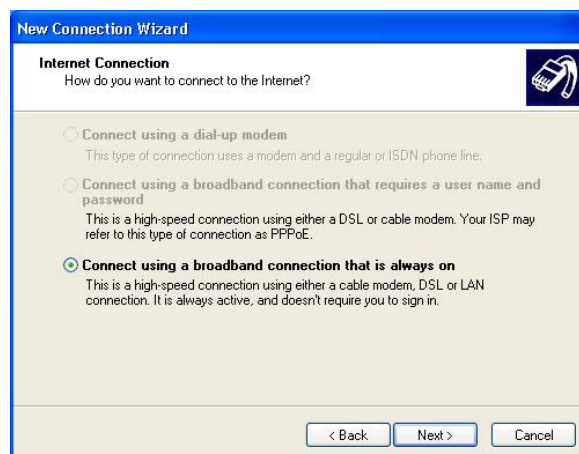 New Connection Wizard
Internet Connection
How do you want to connect to the Internet?
Connect using a dial-up modem
This type of connection uses a modem and a regular or ISDN phone line.
Connect using a broadband connection that requires a user name and
password
This is a high-speed connection using either a DSL or cable modem. Your ISP may
refer to this type of connection as PPPoE.
Connect using a broadband connection that is always on
This is a high-speed connection using either a cable modem, DSL or LAN
connection. It is always active, and doesn't require you to sign in.
< Back
Next >
Cancel